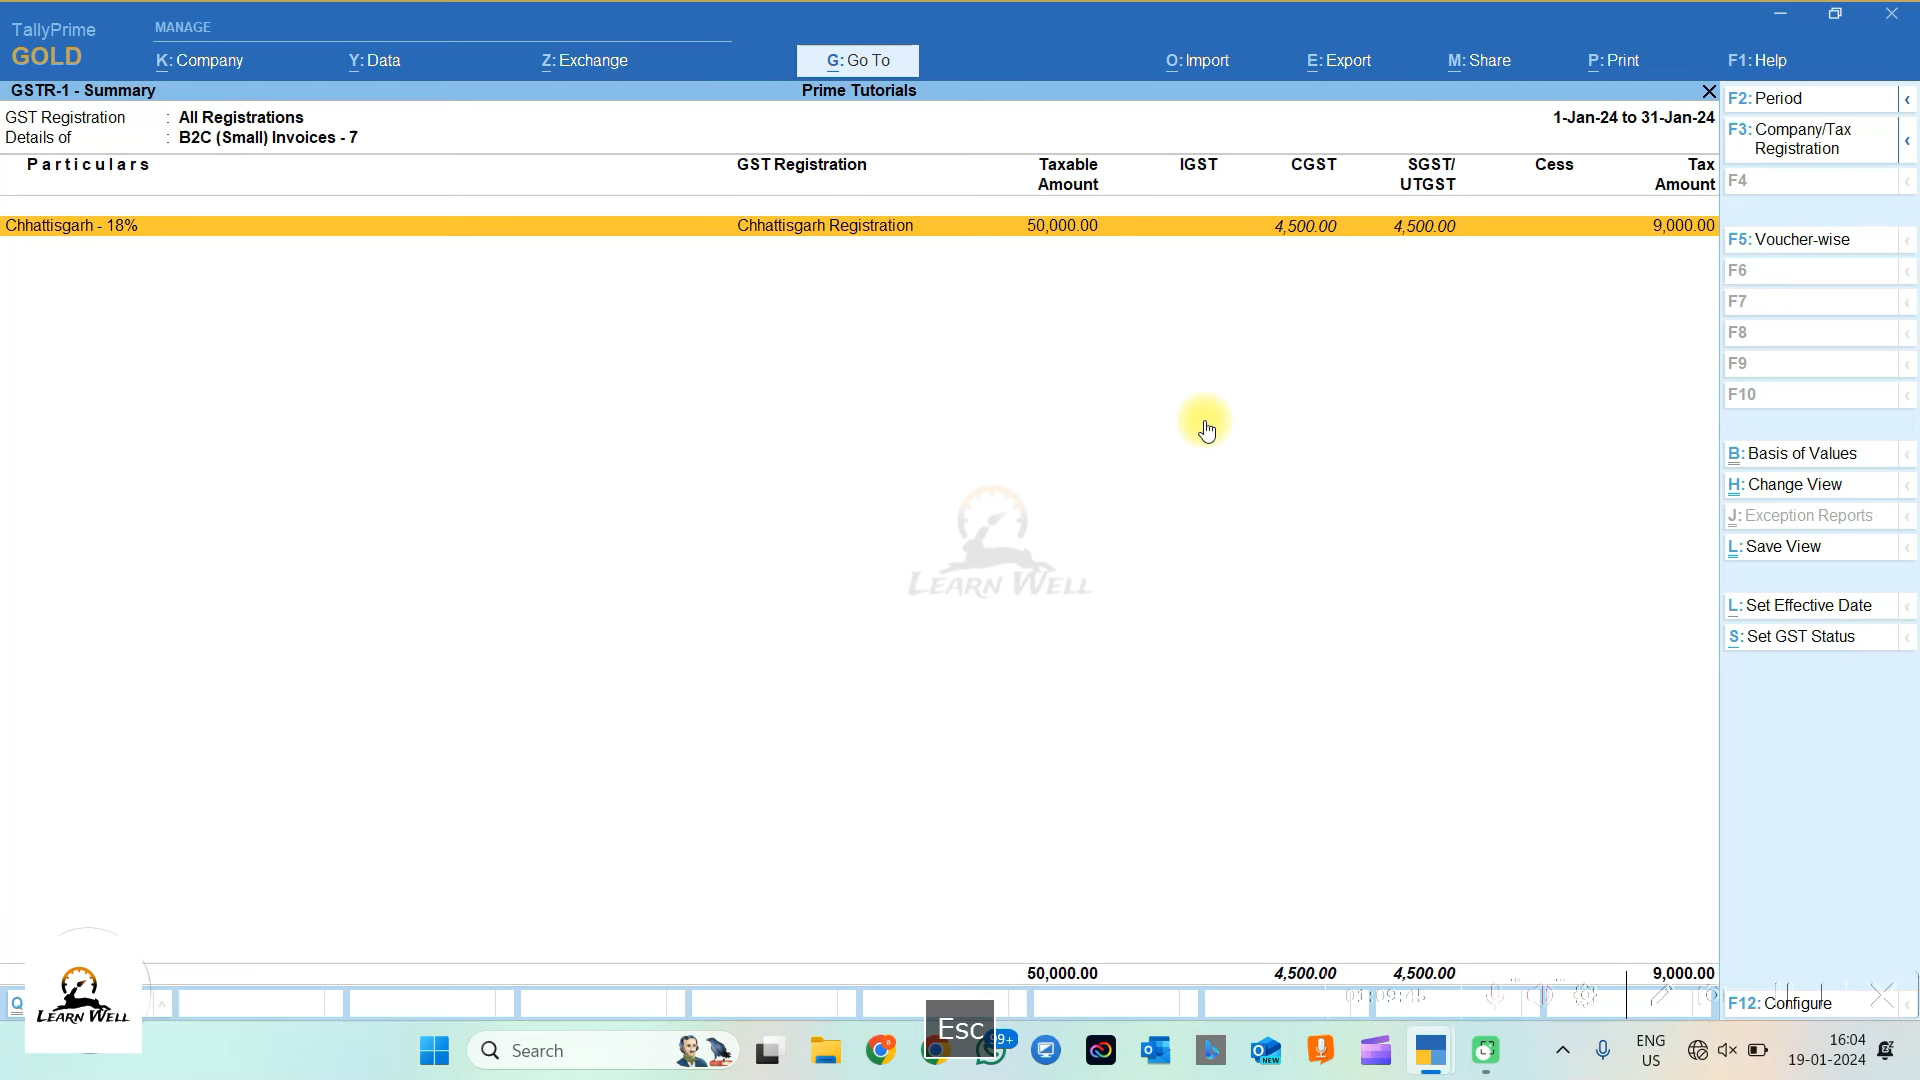 TallyPrime
GOLD
MANAGE
K: Company
Y: Data
Z: Exchange
G: Go To
O: Import
E: Export
M: Share
P: Print
F1: Help
GSTR-1 - Summary
Prime Tutorials
GST Registration : All Registrations
1-Jan-24 to 31-Jan-24
Details of : B2C (Small) Invoices - 7
Particulars GST Registration Taxable Amount IGST CGST SGST/ UTGST Cess Tax Amount
Chhattisgarh - 18% Chhattisgarh Registration 50,000.00 4,500.00 4,500.00 9,000.00
LEARN WELL
50,000.00 4,500.00 4,500.00 9,000.00
F2: Period
F3: Company/Tax
Registration
F4
F5: Voucher-wise
F6
F7
F8
F9
F10
B: Basis of Values
H: Change View
J: Exception Reports
L: Save View
L: Set Effective Date
S: Set GST Status
F12: Configure
Q
01:09:45
LEARN WELL
Esc
99+
Search
NEW
ENG
US
16:04
19-01-2024